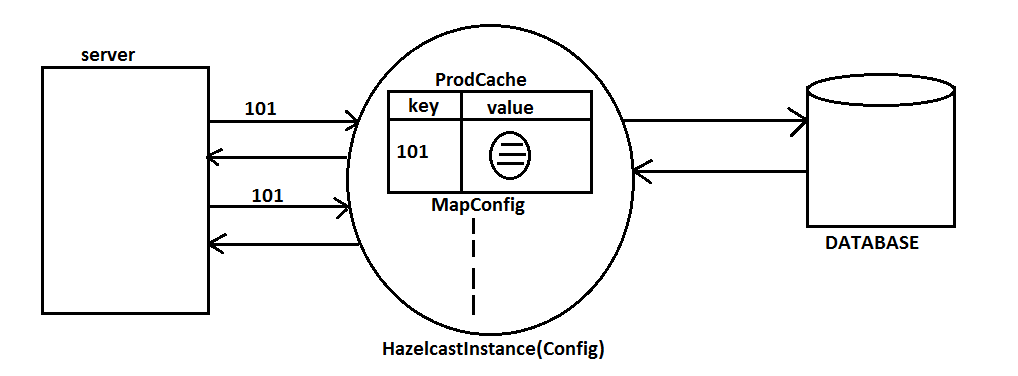 server
ProdCache
key value
101
101
101
MapConfig
DATABASE
HazelcastInstance(Config)